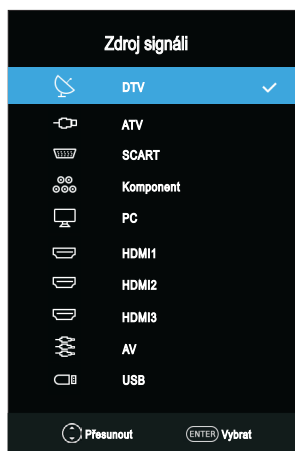 Zdroj signáli
DTV
ATV
SCART
Komponent
PC
HDMI1
HDMI2
HDMI3
AV
USB
Přesunout ENTER Vybrat